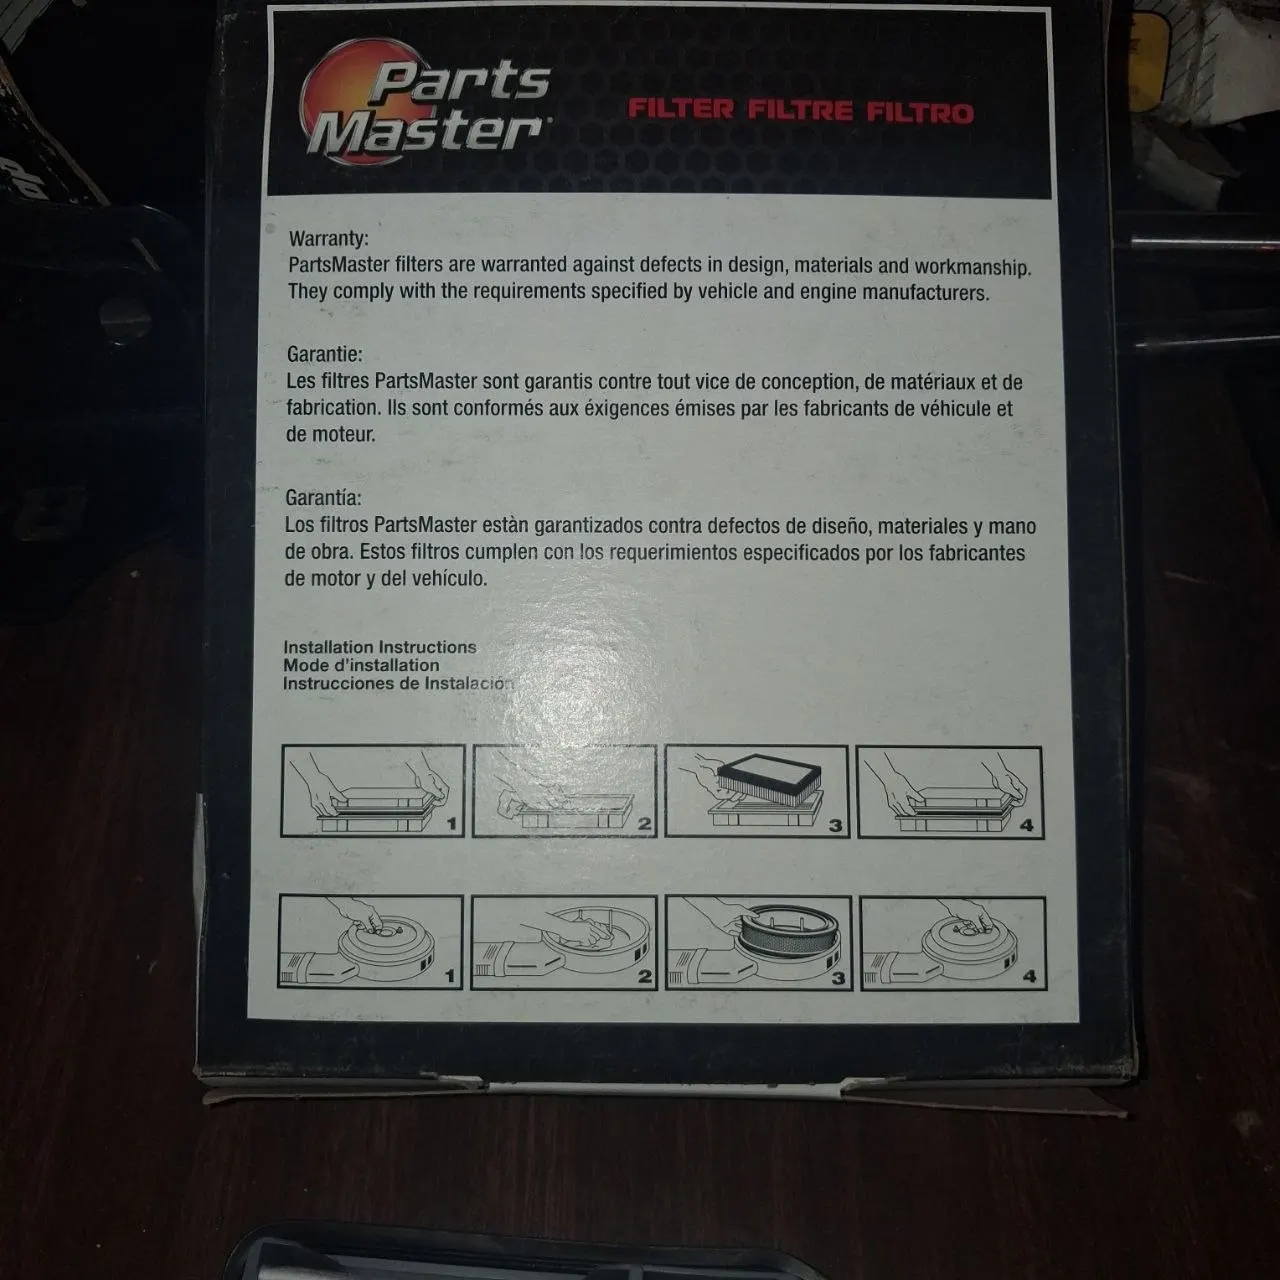 Parts
Master
FILTER FILTRE FILTRO
Warranty:
PartsMaster filters are warranted against defects in design, materials and workmanship.
They comply with the requirements specified by vehicle and engine manufacturers.
Garantie:
Les filtres PartsMaster sont garantis contre tout vice de conception, de matériaux et de
fabrication. Ils sont conformés aux éxigences émises par les fabricants de véhicule et
de moteur.
Garantía:
Los filtros PartsMaster estàn garantizados contra defectos de diseño, materiales y mano
de obra. Estos filtros cumplen con los requerimientos especificados por los fabricantes
de motor y del vehículo.
Installation Instructions
Mode d'installation
Instrucciones de Instalación
1 2 3 4
1 2 3 4